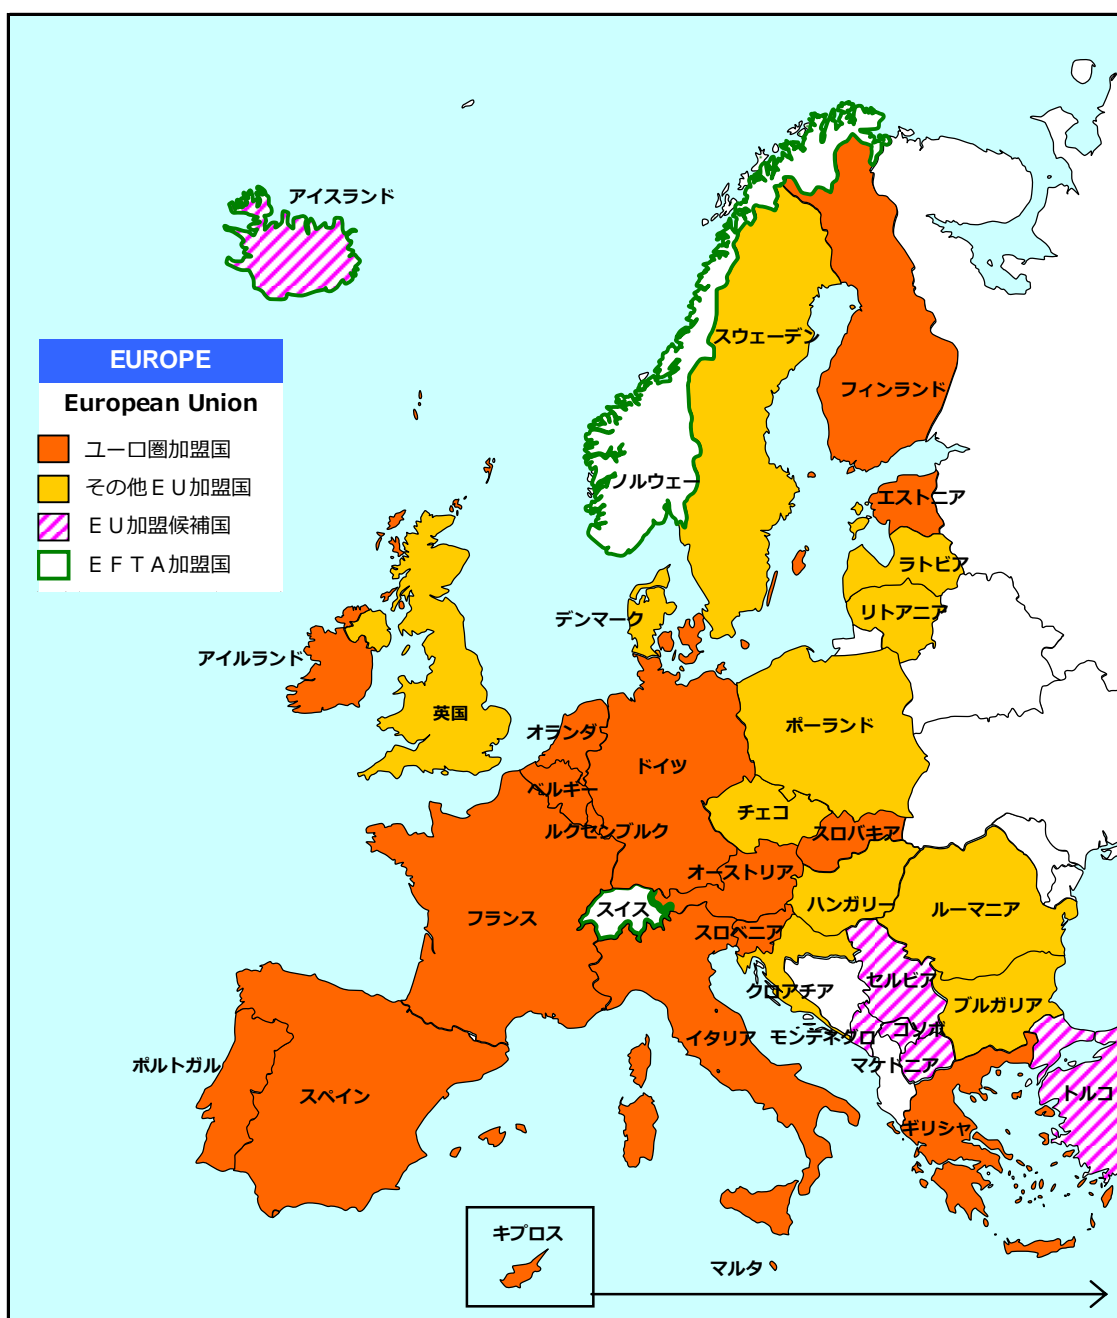 アイスランド
EUROPE
European Union
ユーロ圏加盟国
その他ＥＵ加盟国
ＥＵ加盟候補国
ＥＦＴＡ加盟国
スウェーデン
フィンランド
ノルウェー
エストニア
ラトビア
リトアニア
デンマーク
アイルランド
英国
オランダ
ポーランド
ドイツ
ベルギー
チェコ
ルクセンブルク
スロバキア
オーストリア
スイス
ハンガリー
ルーマニア
フランス
スロベニア
セルビア
クロアチア
ブルガリア
コソボ
イタリア
モンテネグロ
マケドニア
ポルトガル
スペイン
トルコ
ギリシャ
キプロス
マルタ